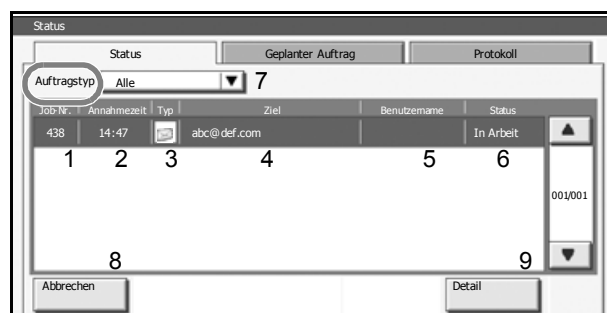 Status
Status Geplanter Auftrag Protokoll
Auftragstyp Alle 7
Job-Nr. Annahmezeit Typ Ziel Benutzername Status
438 14:47 abc@def.com In Arbeit
1 2 3 4 5 6
001/001
8 9
Abbrechen Detail